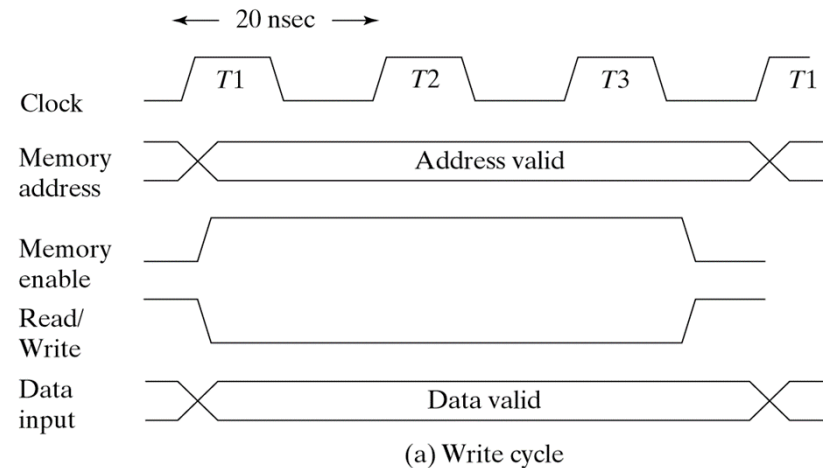 20 nsec
T1 T2 T3 T1
Clock
Memory
address
Address valid
Memory
enable
Read/
Write
Data
input
Data valid
(a) Write cycle